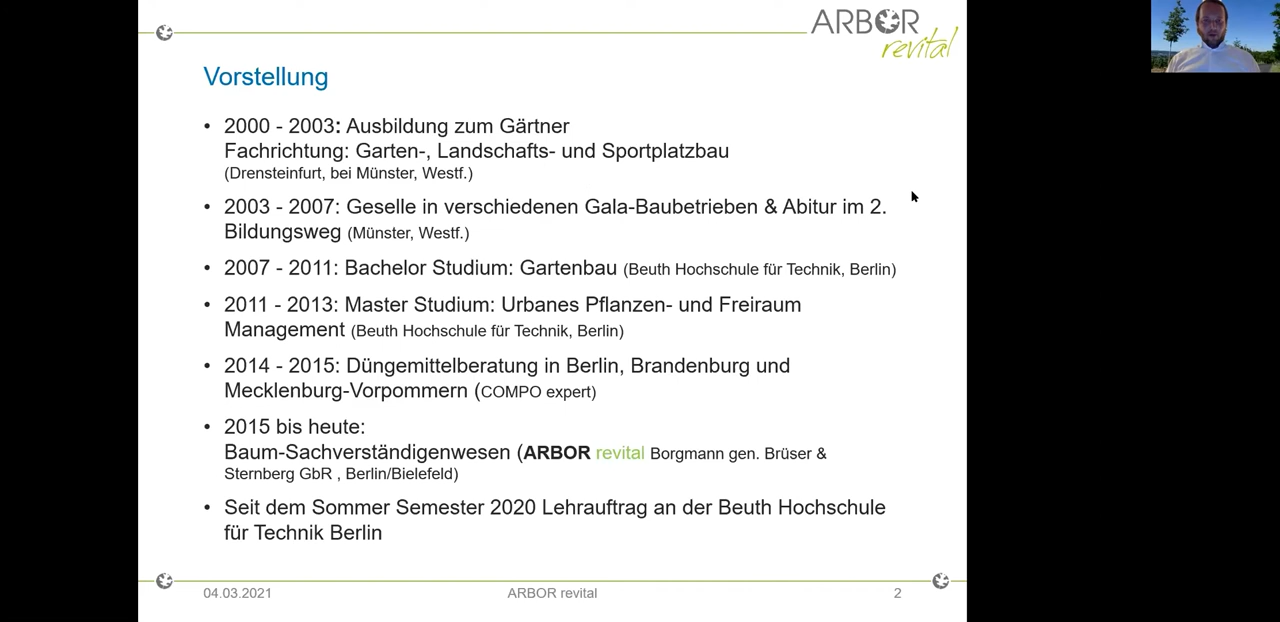 ARBOR
revital
Vorstellung
• 2000 - 2003: Ausbildung zum Gärtner
Fachrichtung: Garten-, Landschafts- und Sportplatzbau
(Drensteinfurt, bei Münster, Westf.)
• 2003 - 2007: Geselle in verschiedenen Gala-Baubetrieben & Abitur im 2.
Bildungsweg (Münster, Westf.)
• 2007 - 2011: Bachelor Studium: Gartenbau (Beuth Hochschule für Technik, Berlin)
• 2011 - 2013: Master Studium: Urbanes Pflanzen- und Freiraum
Management (Beuth Hochschule für Technik, Berlin)
• 2014 - 2015: Düngemittelberatung in Berlin, Brandenburg und
Mecklenburg-Vorpommern (COMPO expert)
• 2015 bis heute:
Baum-Sachverständigenwesen (ARBOR revital Borgmann gen. Brüser &
Sternberg GbR , Berlin/Bielefeld)
• Seit dem Sommer Semester 2020 Lehrauftrag an der Beuth Hochschule
für Technik Berlin
04.03.2021 ARBOR revital 2